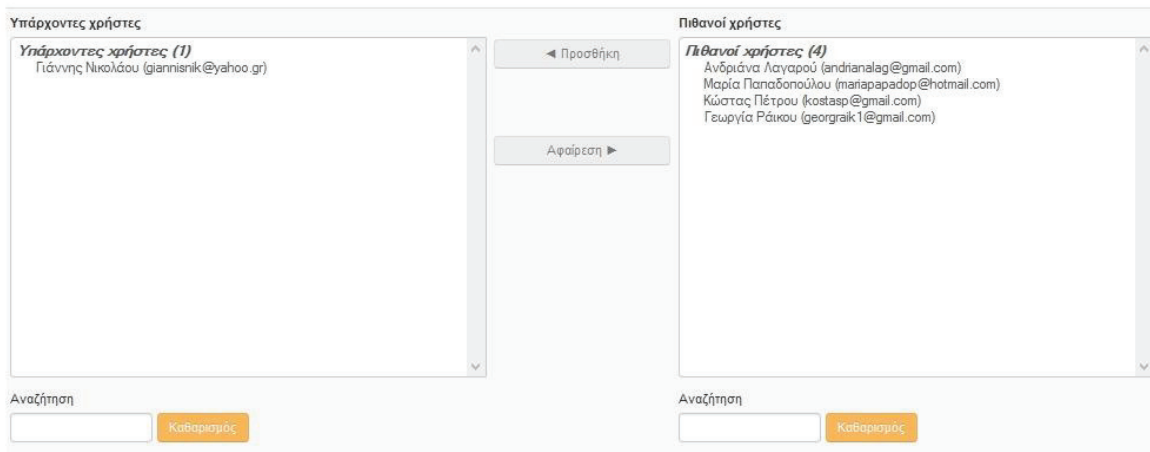 Υπάρχοντες χρήστες
Υπάρχοντες χρήστες (1)
Γιάννης Νικολάου (giannisnik@yahoo.gr)
◄ Προσθήκη
Αφαίρεση ►
Πιθανοί χρήστες
Πιθανοί χρήστες (4)
Ανδριάνα Λαγαρού (andrianalag@gmail.com)
Μαρία Παπαδοπούλου (mariapapadop@hotmail.com)
Κώστας Πέτρου (kostasp@gmail.com)
Γεωργία Ράικου (georgraik1@gmail.com)
Αναζήτηση
Καθαρισμός
Αναζήτηση
Καθαρισμός